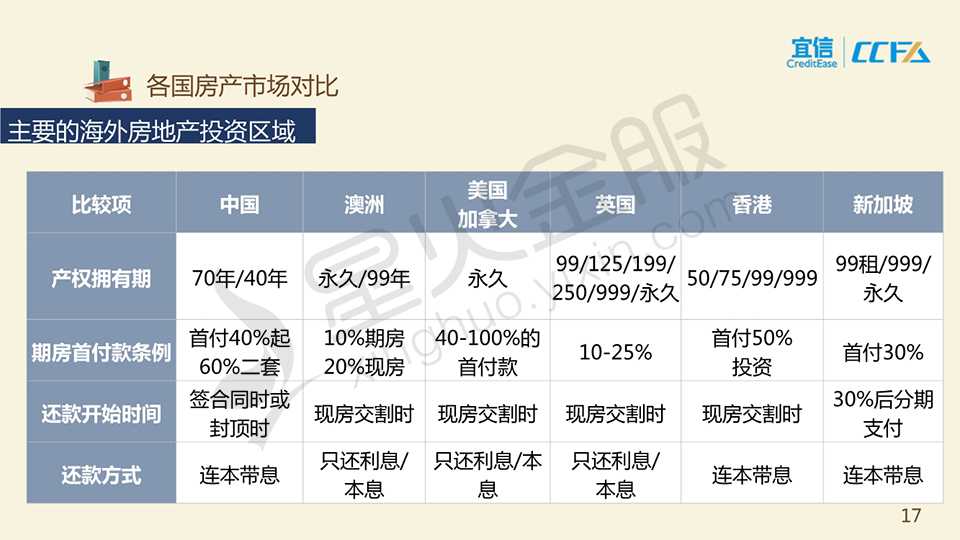 宜信
CreditEase
CCFA
各国房产市场对比
主要的海外房地产投资区域
比较项
中国
澳洲
美国
加拿大
英国
香港
新加坡
产权拥有期
70年/40年
永久/99年
永久
99/125/199/
250/999/永久
50/75/99/999
99租/999/
永久
期房首付款条例
首付40%起
60%二套
10%期房
20%现房
40-100%的
首付款
10-25%
首付50%
投资
首付30%
还款开始时间
签合同时或
封顶时
现房交割时
现房交割时
现房交割时
现房交割时
30%后分期
支付
还款方式
连本带息
只还利息/
本息
只还利息/本
息
只还利息/
本息
连本带息
连本带息
星火金服
xinghuo.yixin.com
17